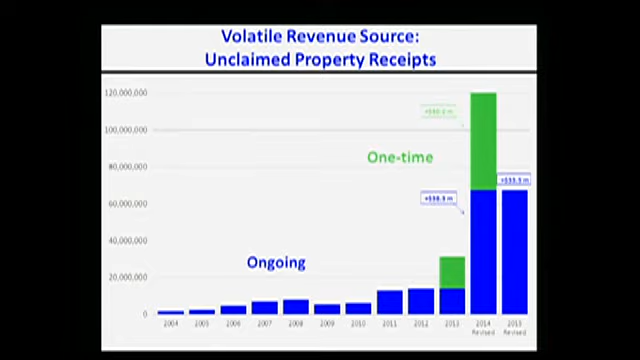 Volatile Revenue Source:
Unclaimed Property Receipts
120,000,000
100,000,000
80,000,000
60,000,000
40,000,000
20,000,000
0
One-time
Ongoing
2004 2005 2006 2007 2008 2009 2010 2011 2012 2013 2014 2015
Revised Revised